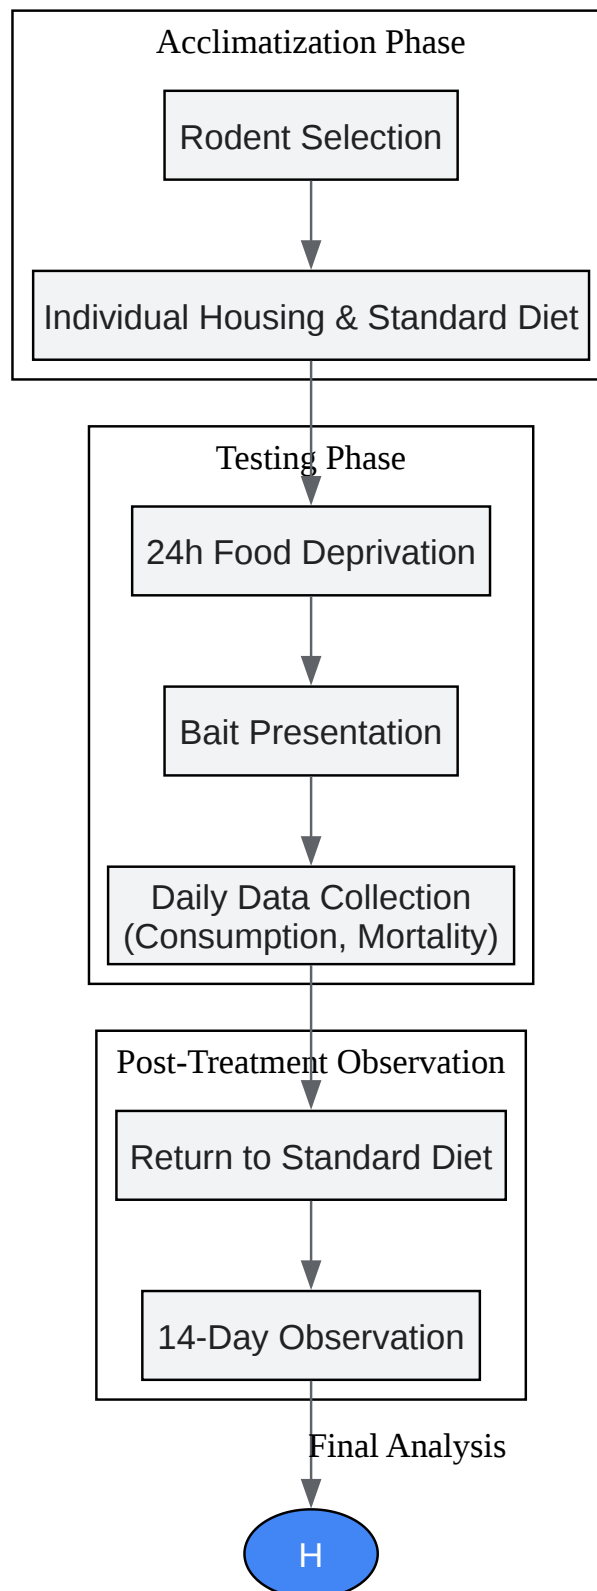 Acclimatization Phase
Rodent Selection
Individual Housing & Standard Diet
Testing Phase
24h Food Deprivation
Bait Presentation
Daily Data Collection
(Consumption, Mortality)
Post-Treatment Observation
Return to Standard Diet
14-Day Observation
Final Analysis
H